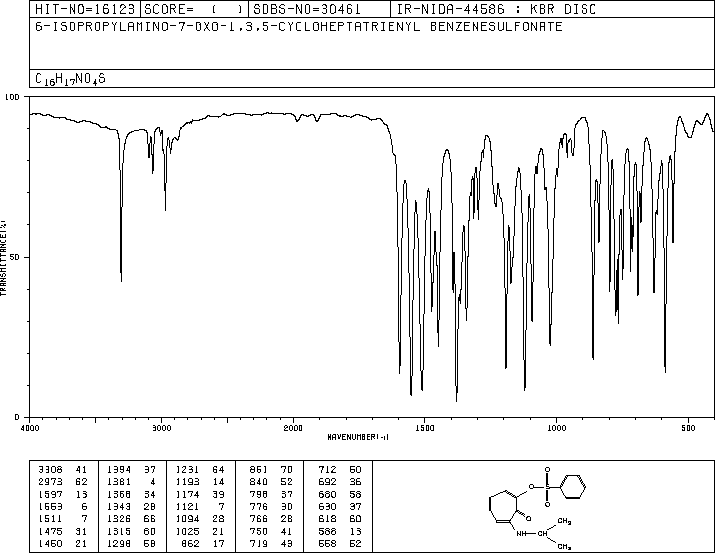 HIT-NO=16123 SCORE= ( ) SDBS-NO=30461 IR-NIDA-44586 : KBR DISC
6-ISOPROPYLAMINO-7-OXO-1,3,5-CYCLOHEPTATRIENYL BENZENESULFONATE
C16H17NO4S
100
50
0
TRANSMITTANCE(%)
4000 3000 2000 1500 1000 500
WAVENUMBER(-1)
3308 41 1394 37 1231 64 861 70 712 50
2973 62 1381 4 1193 14 840 52 692 36
1597 13 1368 34 1174 39 798 37 680 58
1553 6 1343 28 1121 7 776 30 630 37
1511 7 1326 66 1094 28 766 28 618 60
1475 31 1315 60 1025 21 750 41 588 13
1450 21 1298 58 862 17 719 43 558 52
O
O S
O
O
NH CH3
CH3